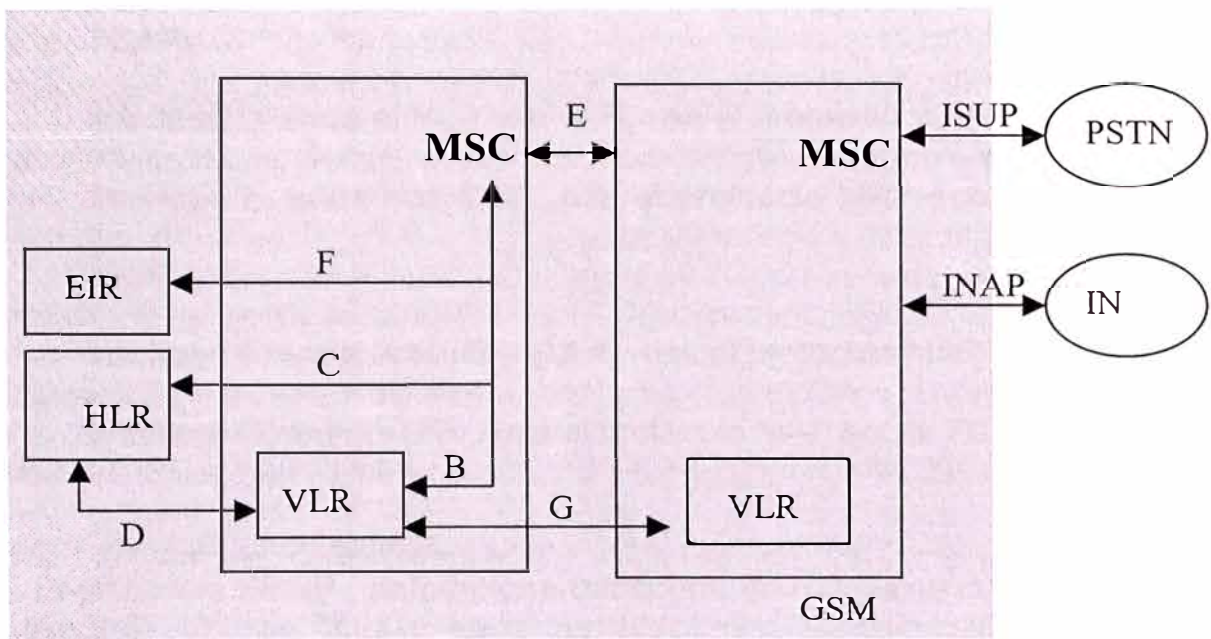 E
ISUP
PSTN
MSC
MSC
F
EIR
INAP
IN
C
HLR
B
VLR
G
VLR
D
GSM